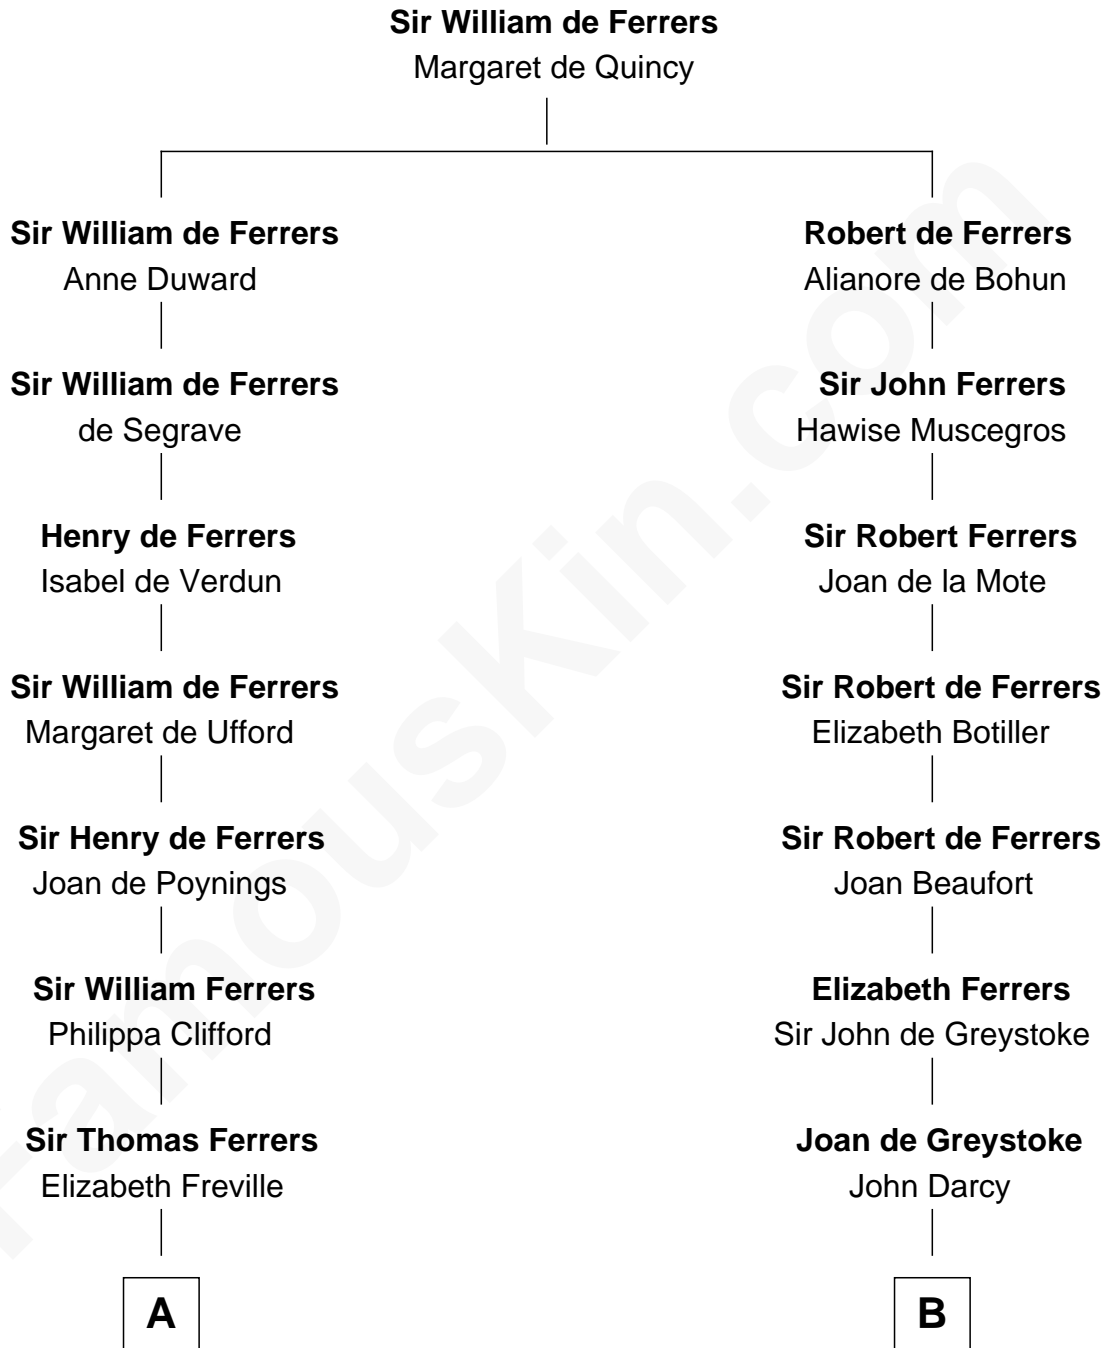 Sir William de Ferrers
Margaret de Quincy
Sir William de Ferrers
Anne Duward
Robert de Ferrers
Alianore de Bohun
Sir William de Ferrers
de Segrave
Sir John Ferrers
Hawise Muscegros
Henry de Ferrers
Isabel de Verdun
Sir Robert Ferrers
Joan de la Mote
Sir William de Ferrers
Margaret de Ufford
Sir Robert de Ferrers
Elizabeth Botiller
Sir Henry de Ferrers
Joan de Poynings
Sir Robert de Ferrers
Joan Beaufort
Sir William Ferrers
Philippa Clifford
Elizabeth Ferrers
Sir John de Greystoke
Sir Thomas Ferrers
Elizabeth Freville
Joan de Greystoke
John Darcy
A
B
FamousKin.com